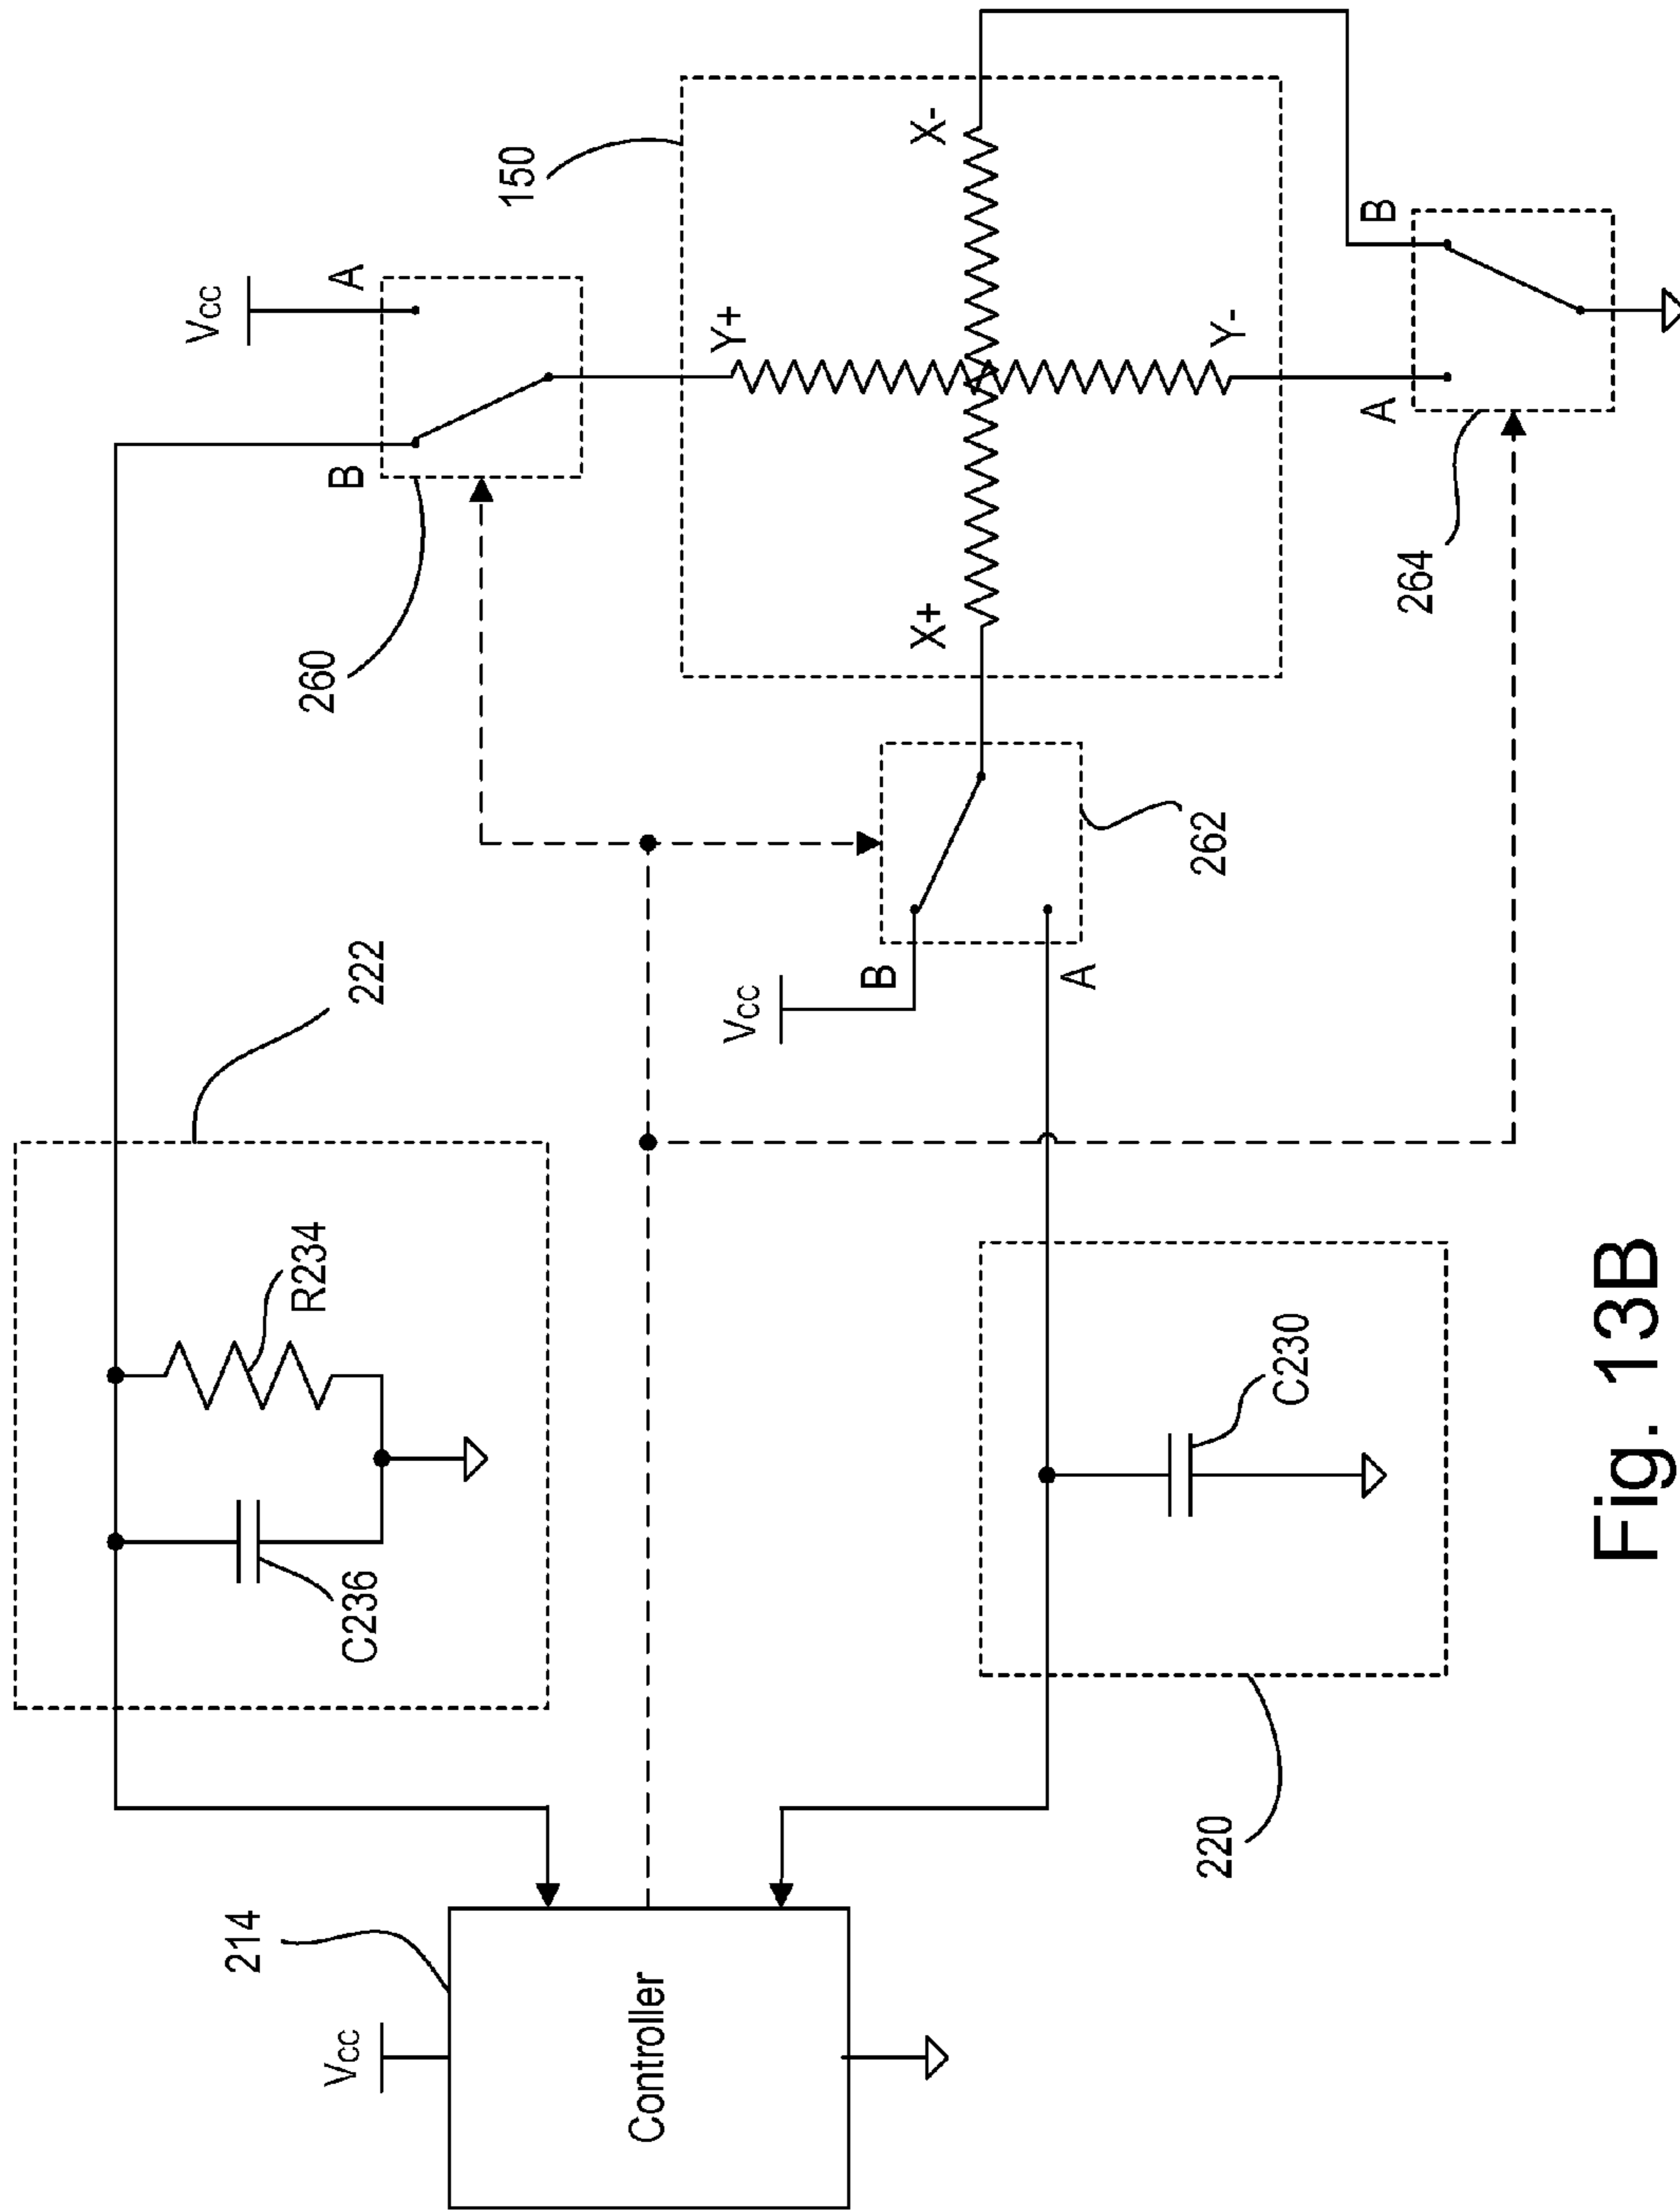 222
C236
R234
260
B
A
Vcc
150
Y+
X+
X-
Y-
214
Vcc
Controller
Vcc
B
A
262
220
C230
264
A
B
Fig. 13B